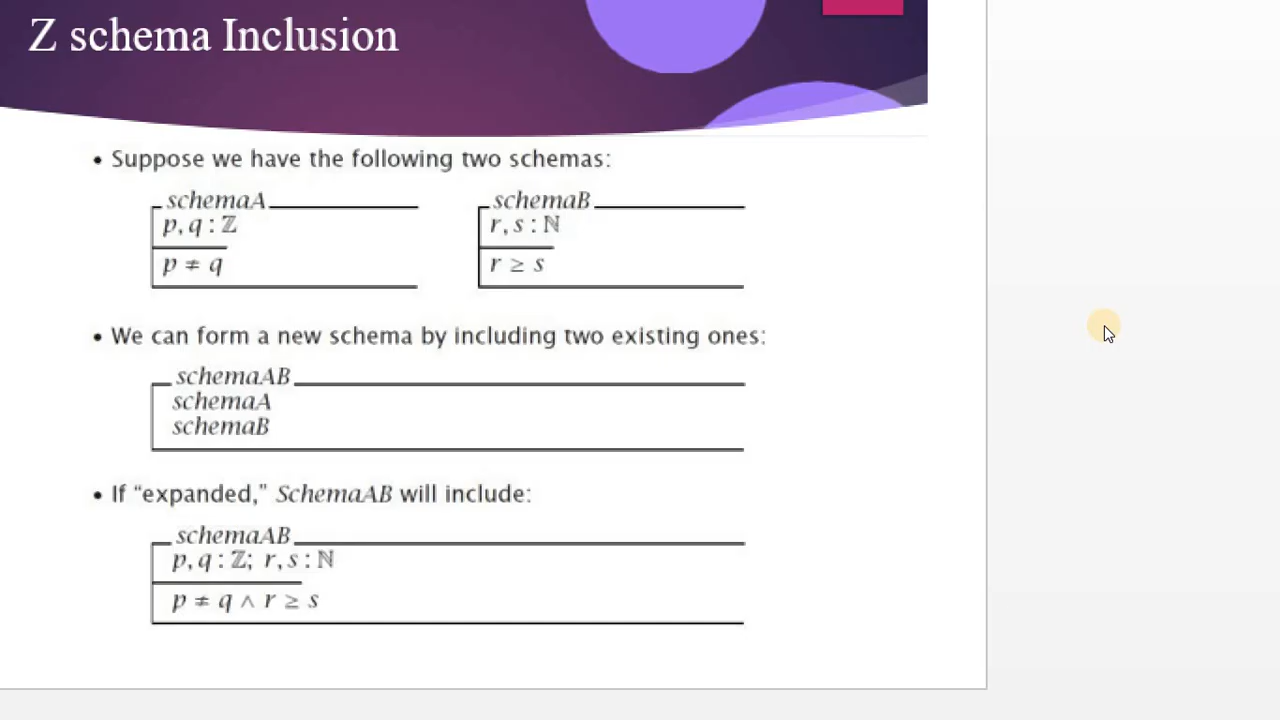 Z schema Inclusion
• Suppose we have the following two schemas:
schemaA
p, q : ℤ
p ≠ q
schemaB
r, s : ℕ
r ≥ s
• We can form a new schema by including two existing ones:
schemaAB
schemaA
schemaB
• If “expanded,” SchemaAB will include:
schemaAB
p, q : ℤ; r, s : ℕ
p ≠ q ∧ r ≥ s